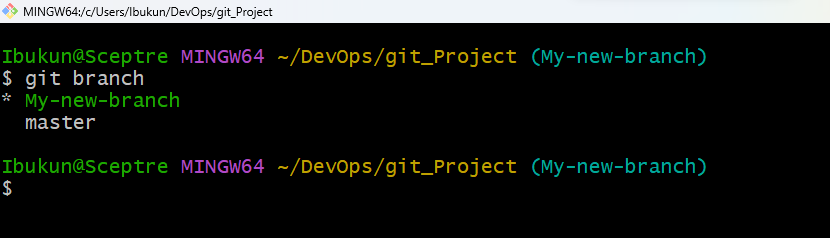 MINGW64:/c/Users/Ibukun/DevOps/git_Project
Ibukun@Sceptre MINGW64 ~/DevOps/git_Project (My-new-branch)
$ git branch
* My-new-branch
  master
Ibukun@Sceptre MINGW64 ~/DevOps/git_Project (My-new-branch)
$